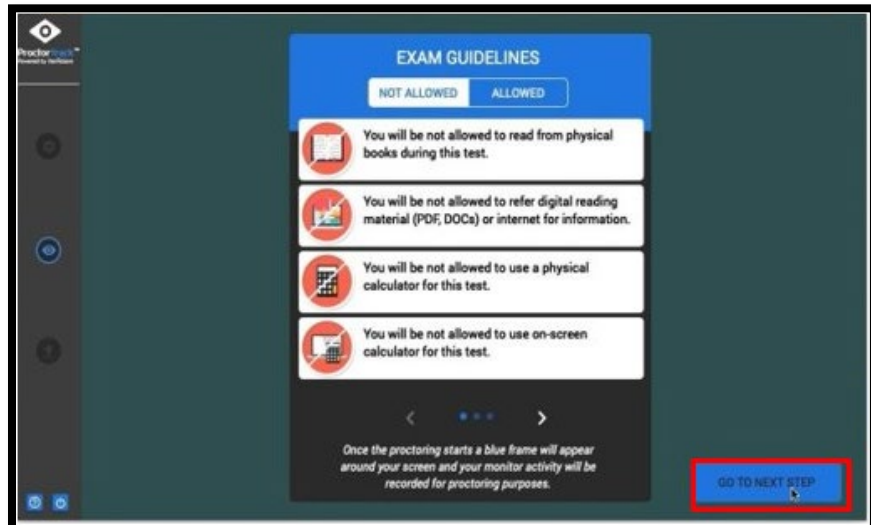 Proctortrack™
Powered by Verificient
EXAM GUIDELINES
NOT ALLOWED
ALLOWED
You will be not allowed to read from physical
books during this test.
You will be not allowed to refer digital reading
material (PDF, DOCs) or internet for information.
You will be not allowed to use a physical
calculator for this test.
You will be not allowed to use on-screen
calculator for this test.
Once the proctoring starts a blue frame will appear
around your screen and your monitor activity will be
recorded for proctoring purposes.
GO TO NEXT STEP